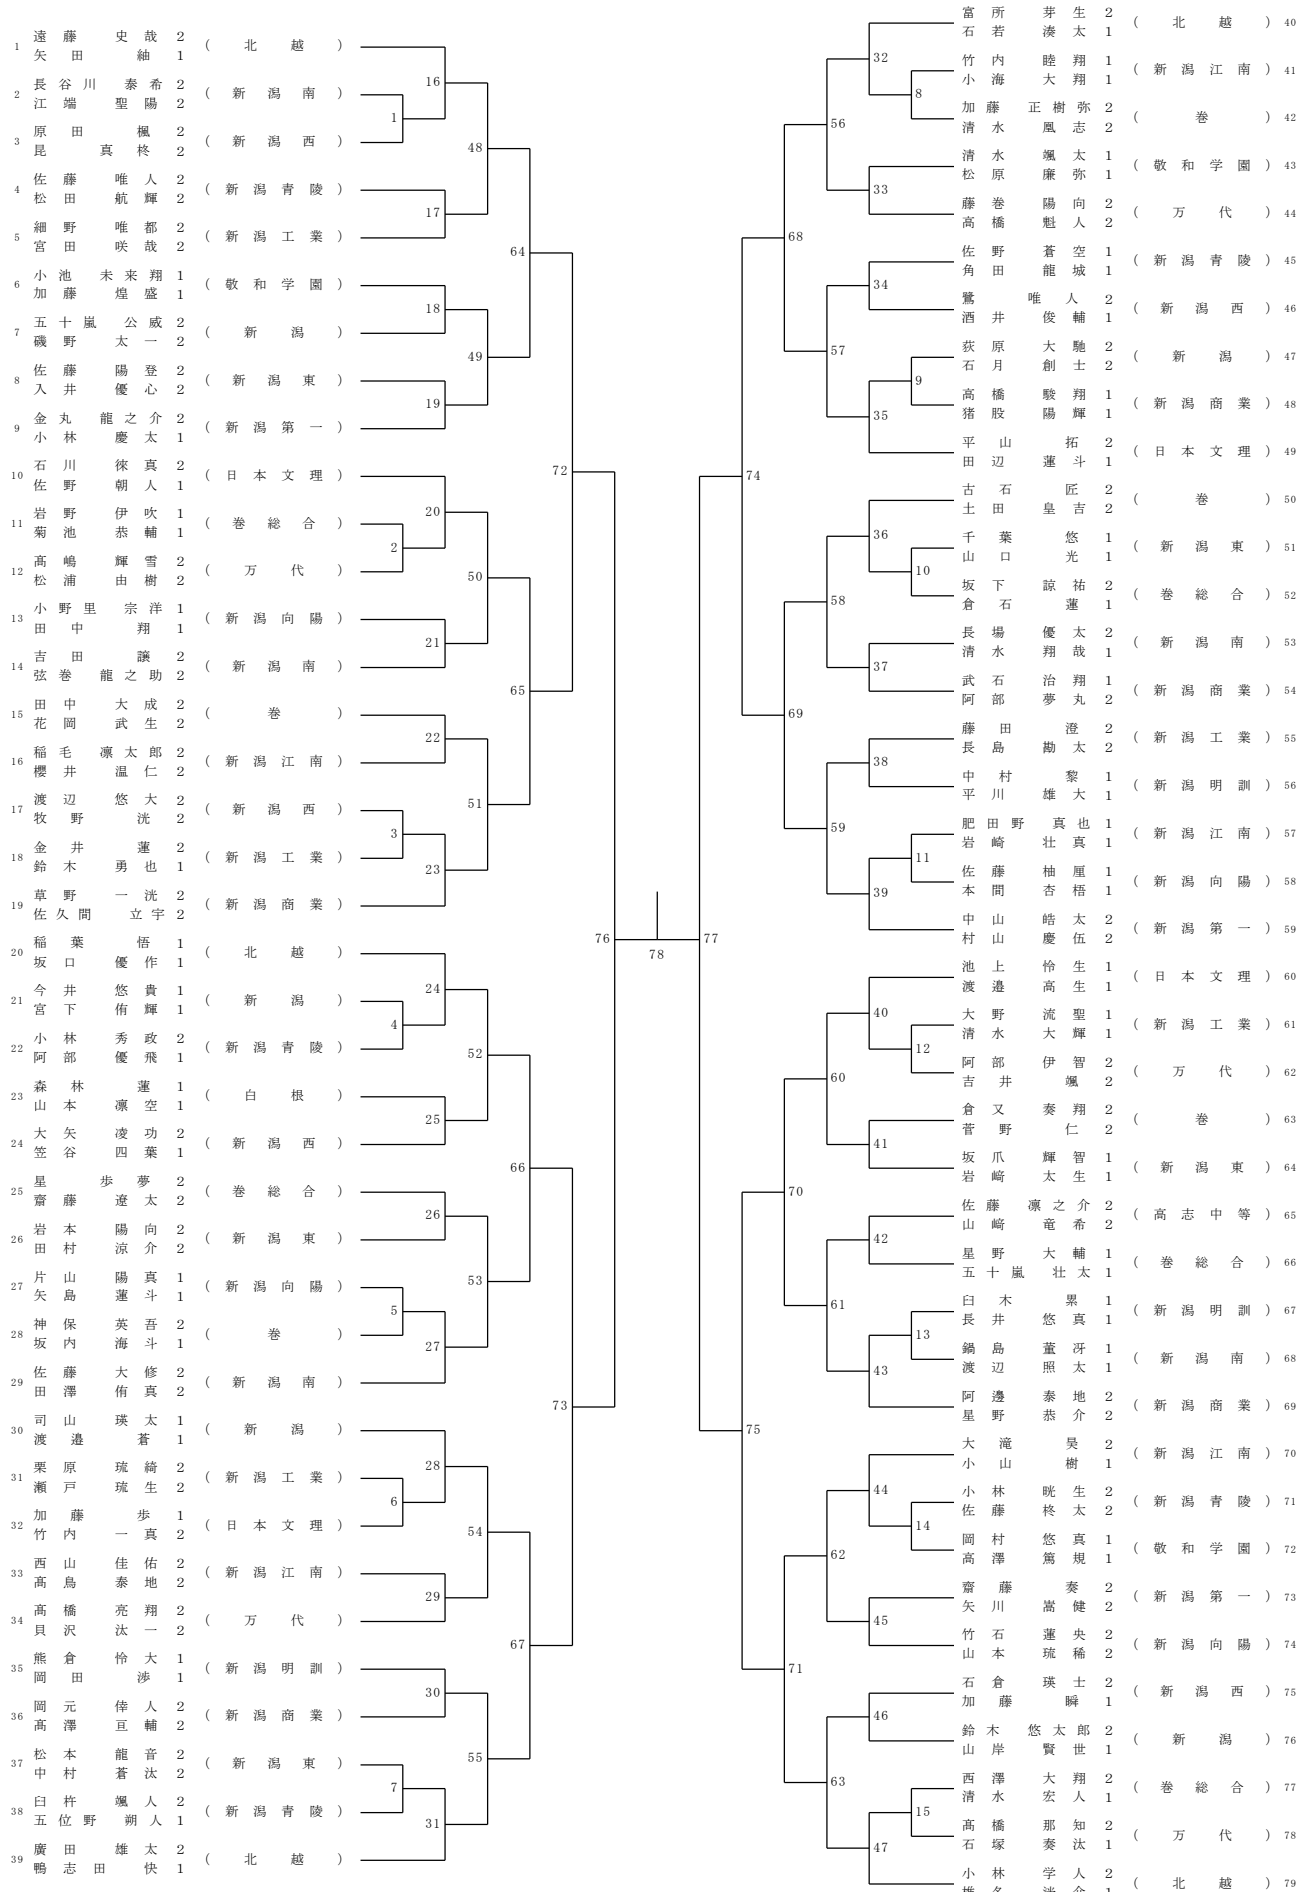 1 遠藤 史哉 2 (北越)
矢田 紬 1
2 長谷川 泰希 2 (新潟南)
江端 聖陽 2
3 原田 楓 2 (新潟西)
昆 真柊 2
4 佐藤 唯人 2 (新潟青陵)
松田 航輝 2
5 細野 唯都 2 (新潟工業)
宮田 咲哉 2
6 小池 未来翔 1 (敬和学園)
加藤 煌盛 1
7 五十嵐 公威 2 (新潟)
磯野 太一 2
8 佐藤 陽登 2 (新潟東)
入井 優心 2
9 金丸 龍之介 2 (新潟第一)
小林 慶太 1
10 石川 徠真 2 (日本文理)
佐野 朝人 1
11 岩野 伊吹 1 (巻総合)
菊池 恭輔 1
12 髙嶋 輝雪 2 (万代)
松浦 由樹 2
13 小野里 宗洋 1 (新潟向陽)
田中 翔 1
14 吉田 譲 2 (新潟南)
弦巻 龍之助 2
15 田中 大成 2 (巻)
花岡 武生 2
16 稲毛 凛太郎 2 (新潟江南)
櫻井 温仁 2
17 渡辺 悠大 2 (新潟西)
牧野 洸 2
18 金井 蓮 2 (新潟工業)
鈴木 勇也 1
19 草野 一洸 2 (新潟商業)
佐久間 立宇 2
20 稲葉 悟 1 (北越)
坂口 優作 1
21 今井 悠貴 1 (新潟)
宮下 侑輝 1
22 小林 秀政 2 (新潟青陵)
阿部 優飛 1
23 森林 蓮 1 (白根)
山本 凛空 1
24 大矢 凌功 2 (新潟西)
笠谷 四葉 1
25 星 歩夢 2 (巻総合)
齋藤 遼太 2
26 岩本 陽向 2 (新潟東)
田村 涼介 2
27 片山 陽真 1 (新潟向陽)
矢島 蓮斗 1
28 神保 英吾 2 (巻)
坂内 海斗 1
29 佐藤 大修 2 (新潟南)
田澤 侑真 2
30 司山 瑛太 1 (新潟)
渡邉 蒼 1
31 栗原 琉綺 2 (新潟工業)
瀬戸 琉生 2
32 加藤 歩 1 (日本文理)
竹内 一真 2
33 西山 佳佑 2 (新潟江南)
髙鳥 泰地 2
34 髙橋 亮翔 2 (万代)
貝沢 汰一 2
35 熊倉 怜大 1 (新潟明訓)
岡田 渉 1
36 岡元 倖人 2 (新潟商業)
髙澤 亘輔 2
37 松本 龍音 2 (新潟東)
中村 蒼汰 2
38 臼杵 颯人 2 (新潟青陵)
五位野 朔人 1
39 廣田 雄太 2 (北越)
鴨志田 快 1
16
1
48
17
64
18
49
19
72
20
2
50
21
65
22
51
3
23
76
24
4
52
25
66
26
53
5
27
73
28
6
54
29
67
30
55
7
31
78
77
32
8
56
33
68
34
57
9
35
74
36
10
58
37
69
38
59
11
39
40
12
60
41
70
42
61
13
43
75
44
14
62
45
71
46
63
15
47
富所 芽生 2 (北越) 40
石若 湊太 1
竹内 睦翔 1 (新潟江南) 41
小海 大翔 1
加藤 正樹弥 2 (巻) 42
清水 凰志 2
清水 颯太 1 (敬和学園) 43
松原 廉弥 1
藤巻 陽向 2 (万代) 44
高橋 魁人 2
佐野 蒼空 1 (新潟青陵) 45
角田 龍城 1
鷺 唯人 2 (新潟西) 46
酒井 俊輔 1
荻原 大馳 2 (新潟) 47
石月 創士 2
高橋 駿翔 1 (新潟商業) 48
猪股 陽輝 1
平山 拓 2 (日本文理) 49
田辺 蓮斗 1
古石 匠 2 (巻) 50
土田 皇吉 2
千葉 悠 1 (新潟東) 51
山口 光 1
坂下 諒祐 2 (巻総合) 52
倉石 蓮 1
長場 優太 2 (新潟南) 53
清水 翔哉 1
武石 治翔 1 (新潟商業) 54
阿部 夢丸 2
藤田 澄 2 (新潟工業) 55
長島 勘太 2
中村 黎 1 (新潟明訓) 56
平川 雄大 1
肥田野 真也 1 (新潟江南) 57
岩崎 壮真 1
佐藤 柚厘 1 (新潟向陽) 58
本間 杏梧 1
中山 皓太 2 (新潟第一) 59
村山 慶伍 2
池上 怜生 1 (日本文理) 60
渡邉 高生 1
大野 流聖 1 (新潟工業) 61
清水 大輝 1
阿部 伊智 2 (万代) 62
吉井 颯 2
倉又 奏翔 2 (巻) 63
菅野 仁 2
坂爪 輝智 1 (新潟東) 64
岩﨑 太生 1
佐藤 凛之介 2 (高志中等) 65
山﨑 竜希 2
星野 大輔 1 (巻総合) 66
五十嵐 壮太 1
臼木 累 1 (新潟明訓) 67
長井 悠真 1
鍋島 董冴 1 (新潟南) 68
渡辺 照太 1
阿邊 泰地 2 (新潟商業) 69
星野 恭介 2
大滝 昊 2 (新潟江南) 70
小山 樹 1
小林 晄生 2 (新潟青陵) 71
佐藤 柊太 2
岡村 悠真 1 (敬和学園) 72
高澤 篤規 1
齋藤 奏 2 (新潟第一) 73
矢川 嵩健 2
竹石 蓮央 2 (新潟向陽) 74
山本 琉稀 2
石倉 瑛士 2 (新潟西) 75
加藤 瞬 1
鈴木 悠太郎 2 (新潟) 76
山岸 賢世 1
西澤 大翔 2 (巻総合) 77
清水 宏人 1
髙橋 那知 2 (万代) 78
石塚 奏汰 1
小林 学人 2 (北越) 79